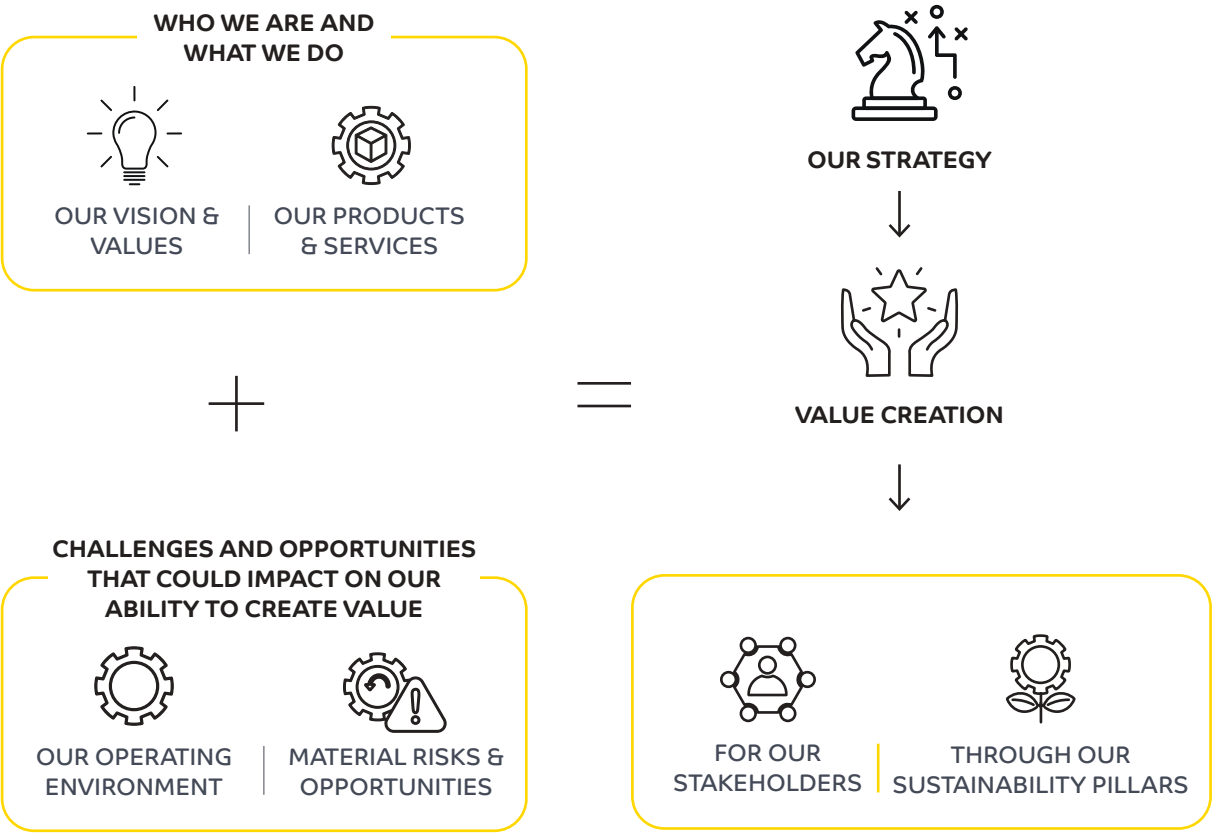 WHO WE ARE AND
WHAT WE DO
OUR VISION &
VALUES
OUR PRODUCTS
& SERVICES
CHALLENGES AND OPPORTUNITIES
THAT COULD IMPACT ON OUR
ABILITY TO CREATE VALUE
OUR OPERATING
ENVIRONMENT
MATERIAL RISKS &
OPPORTUNITIES
OUR STRATEGY
VALUE CREATION
FOR OUR
STAKEHOLDERS
THROUGH OUR
SUSTAINABILITY PILLARS